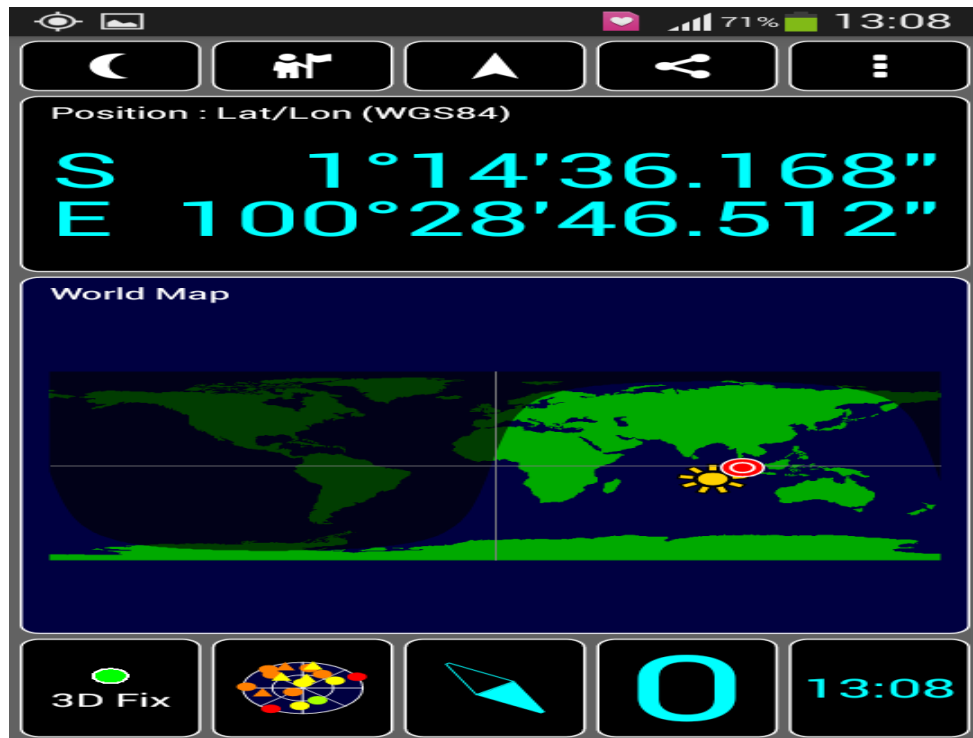 71% 13:08
Position : Lat/Lon (WGS84)
S 1°14'36.168"
E 100°28'46.512"
World Map
3D Fix
0
13:08